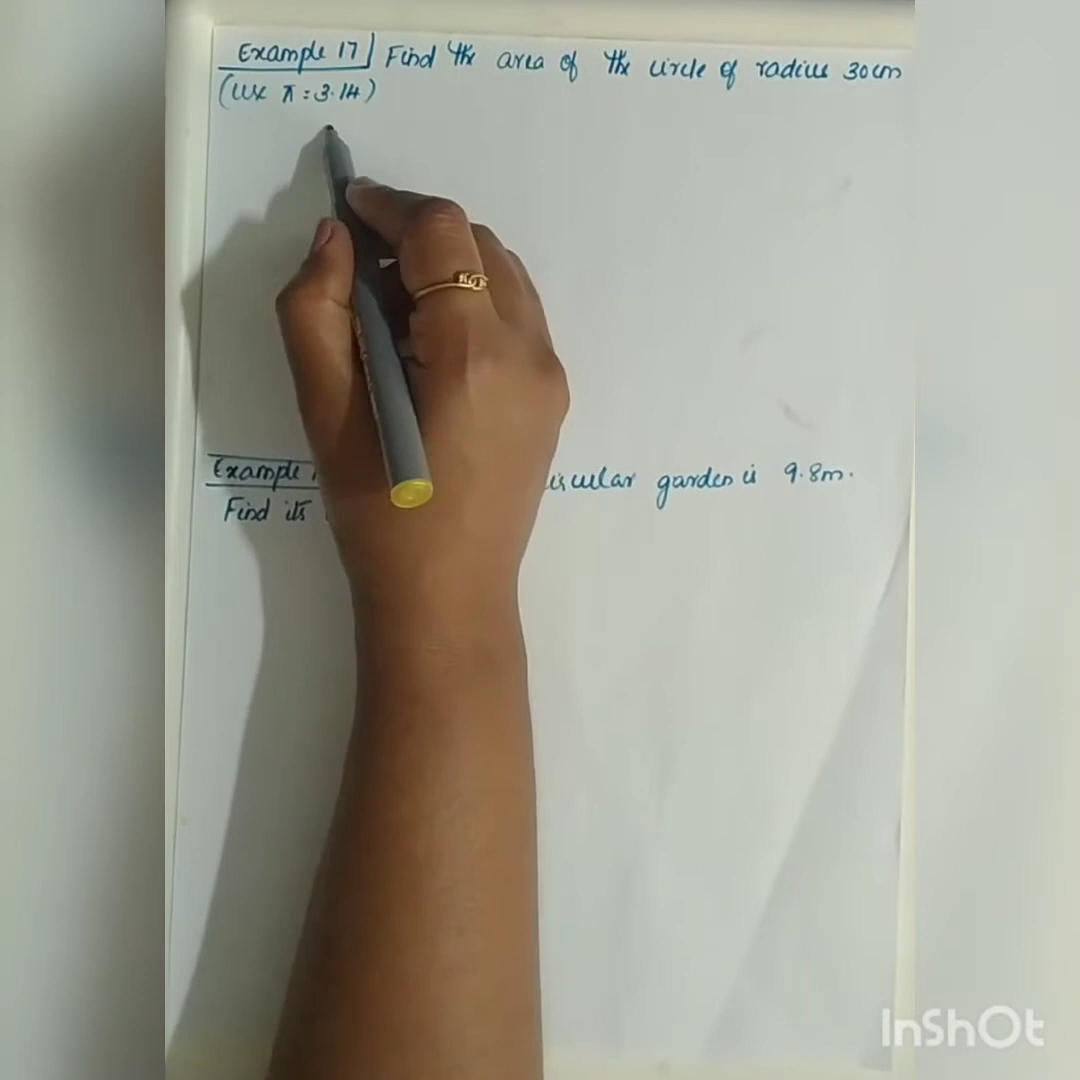 Example 17 Find the area of the circle of radius 30cm
(Use π = 3.14)
Example circular garden is 9.8m.
Find its
InShOt